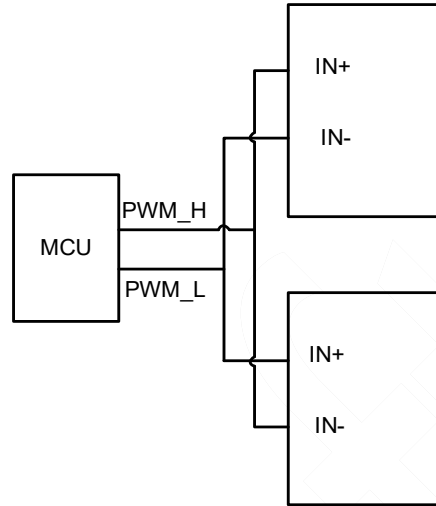 IN+
IN-
PWM_H
MCU
PWM_L
IN+
IN-